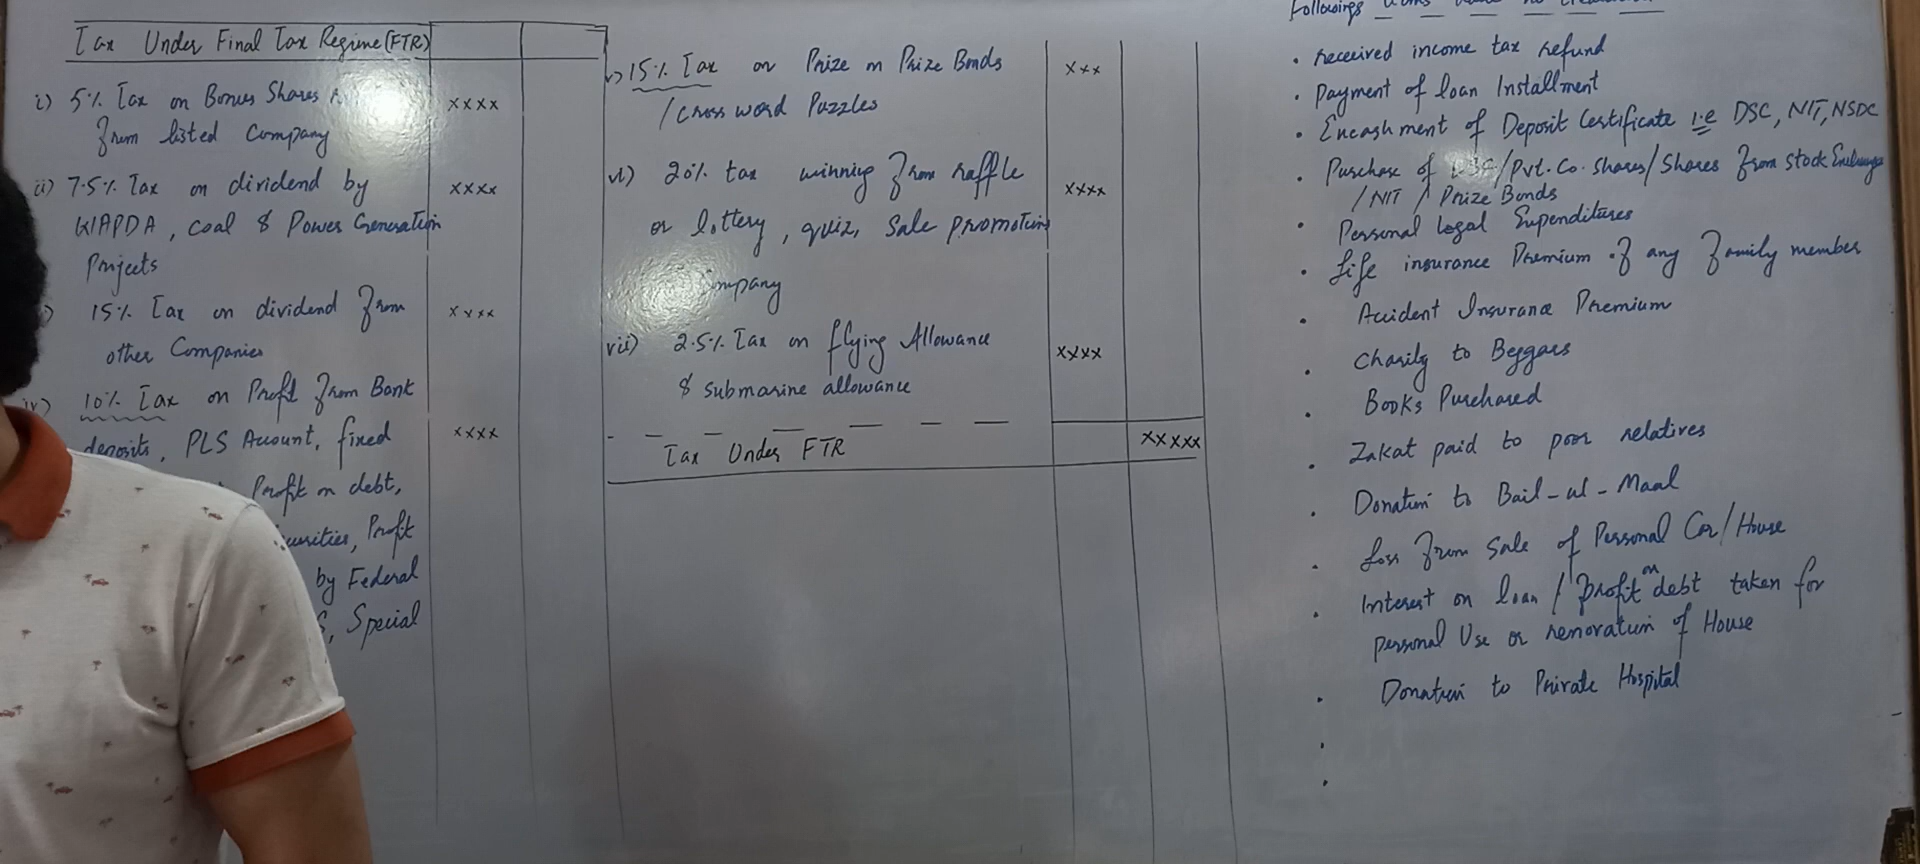 Tax Under Final Tax Regime (FTR)
i) 5% Tax on Bonus Shares
from listed Company
xxxx
ii) 7.5% Tax on dividend by
WAPDA, Coal & Power Generation
Projects
xxxx
15% Tax on dividend from
other Companies
xxxx
iv) 10% Tax on Profit from Bank
deposits, PLS Account, fixed
xxxx
Profit on debt,
Profit
by Federal
Special
v) 15% Tax on Prize on Prize Bonds
/ Cross word Puzzles
xxx
vi) 20% tax winning from raffle
or lottery, quiz, Sale promotion
xxxx
vii) 2.5% Tax on flying Allowance
& submarine allowance
xxxx
Tax Under FTR
xxxxx
Followings
• received income tax refund
• Payment of loan Installment
• Encashment of Deposit Certificate i.e DSC, NIT, NSDC
• Purchase of /Pvt. Co. Shares/ Shares from Stock Exchange
/NIT / Prize Bonds
• Personal legal Expenditures
• Life insurance Premium of any family member
• Accident Insurance Premium
• Charity to Beggars
• Books Purchased
• Zakat paid to poor relatives
• Donation to Bait-ul-Maal
• Loss from Sale of Personal Car/House
• Interest on loan / profit on debt taken for
personal Use or renovation of House
• Donation to Private Hospital